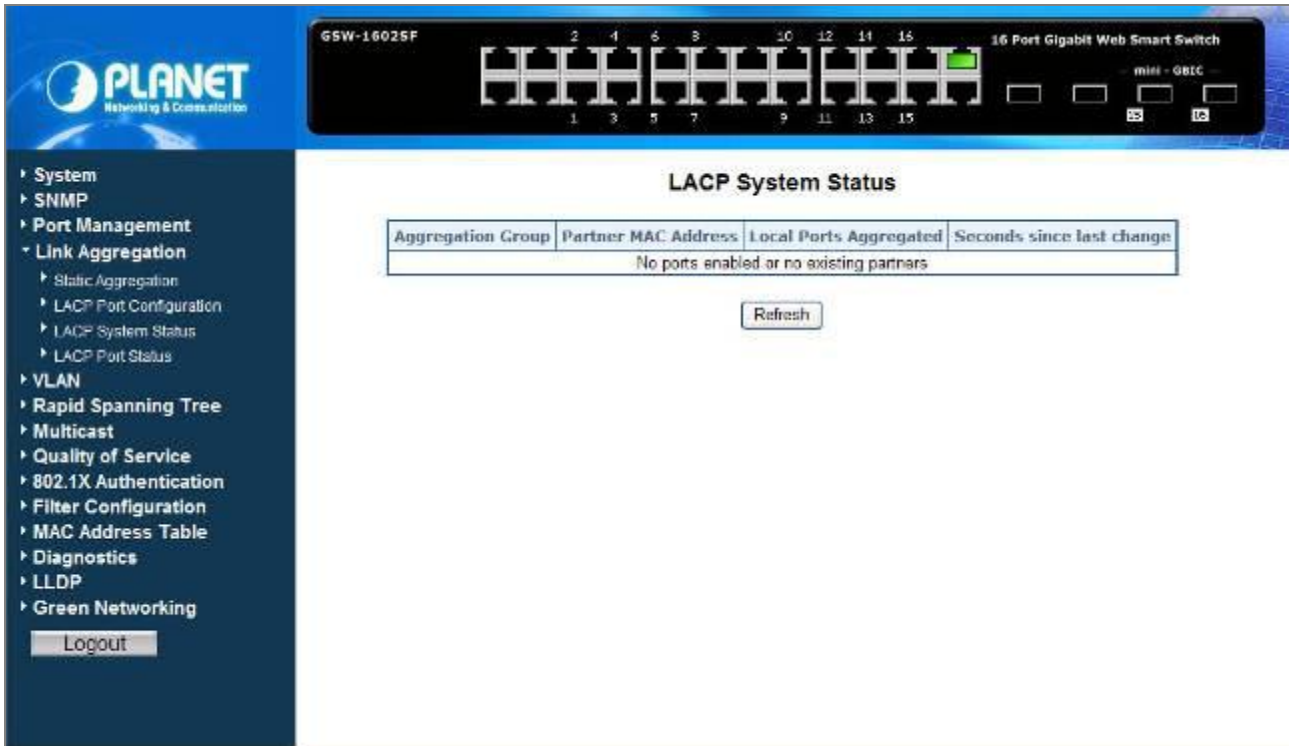 PLANET
Networking & Communication
GSW-1602SF
2 4 6 8 10 12 14 16
16 Port Gigabit Web Smart Switch
mini - GBIC
1 3 5 7 9 11 13 15
15 16
System
SNMP
Port Management
Link Aggregation
Static Aggregation
LACP Port Configuration
LACP System Status
LACP Port Status
VLAN
Rapid Spanning Tree
Multicast
Quality of Service
802.1X Authentication
Filter Configuration
MAC Address Table
Diagnostics
LLDP
Green Networking
Logout
LACP System Status
Aggregation Group Partner MAC Address Local Ports Aggregated Seconds since last change
No ports enabled or no existing partners
Refresh